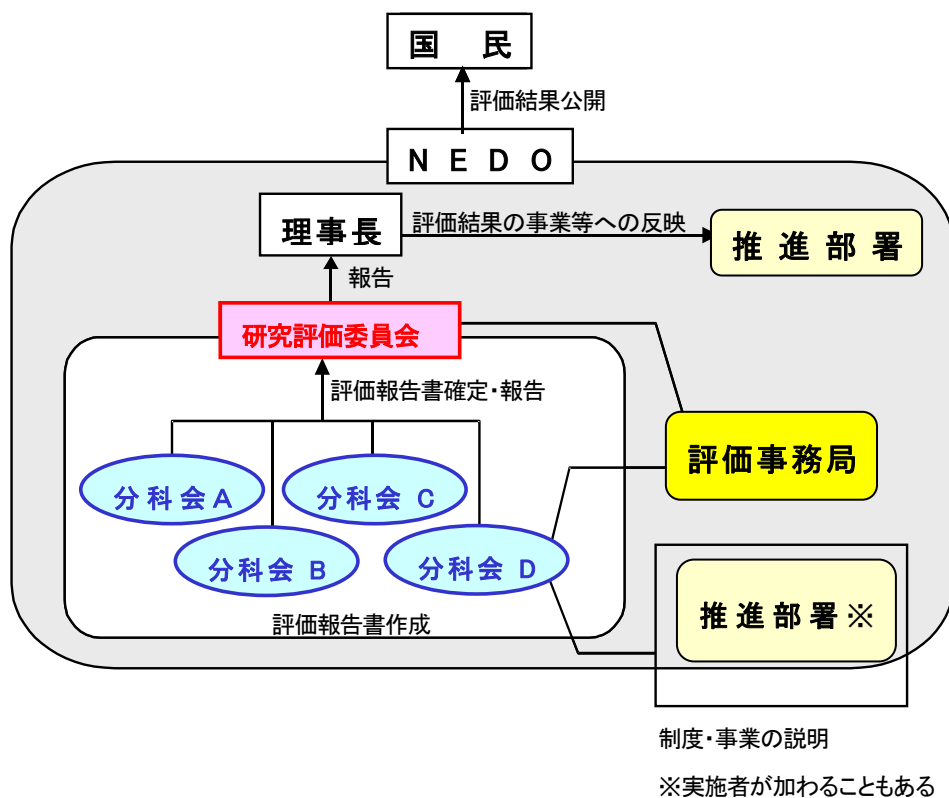 国　民
評価結果公開
N E D O
理事長
評価結果の事業等への反映
推進部署
報告
研究評価委員会
評価報告書確定・報告
評価事務局
分科会A
分科会 C
分科会 B
分科会 D
推進部署※
評価報告書作成
制度・事業の説明
※実施者が加わることもある